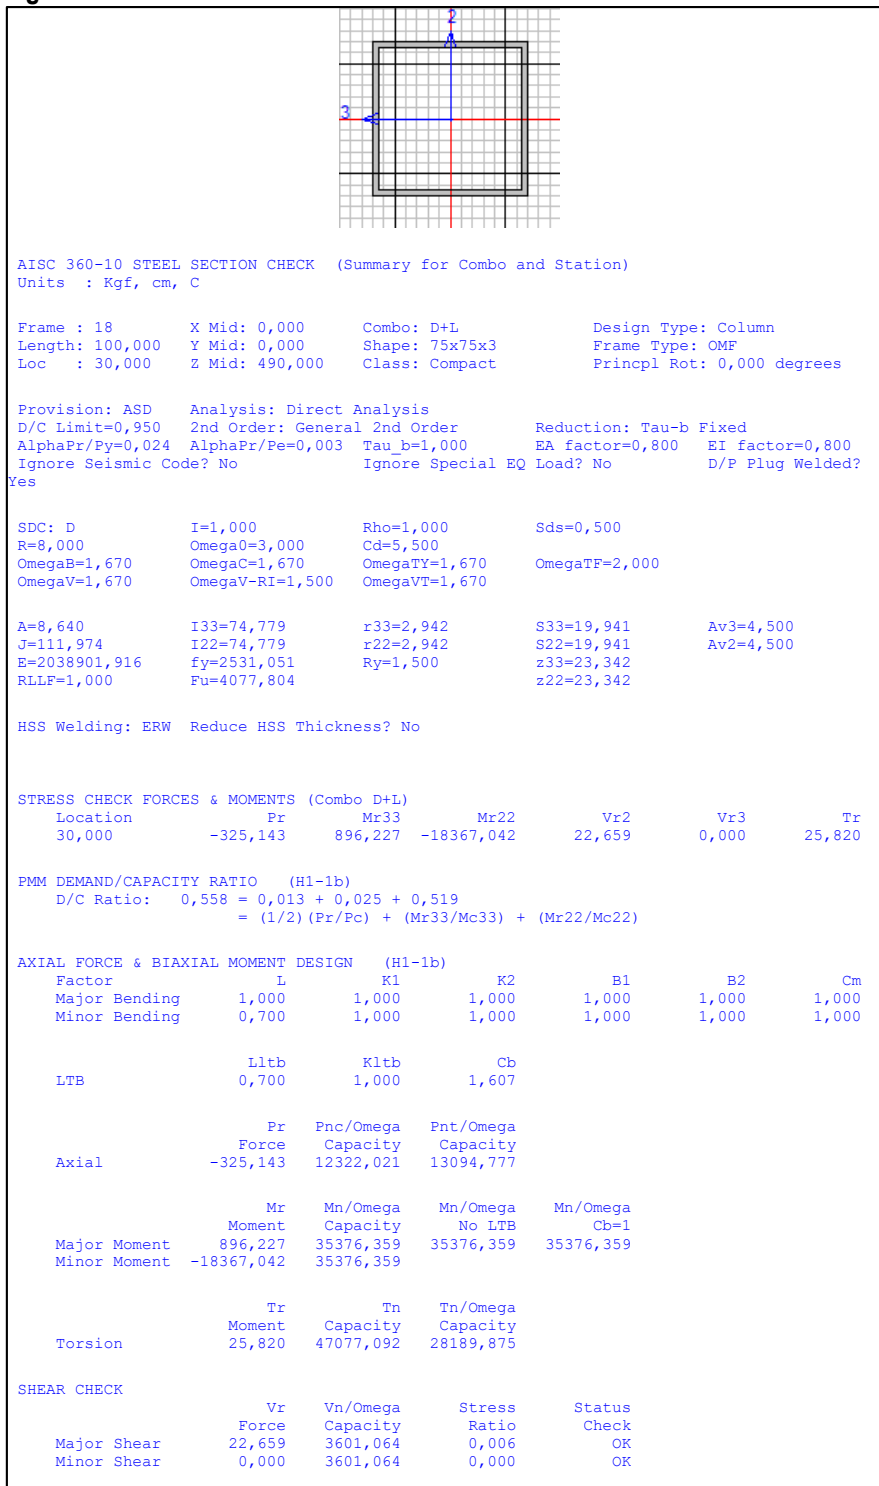 2
3
AISC 360-10 STEEL SECTION CHECK (Summary for Combo and Station)
Units : Kgf, cm, C
Frame : 18 X Mid: 0,000 Combo: D+L Design Type: Column
Length: 100,000 Y Mid: 0,000 Shape: 75x75x3 Frame Type: OMF
Loc : 30,000 Z Mid: 490,000 Class: Compact Princpl Rot: 0,000 degrees
Provision: ASD Analysis: Direct Analysis
D/C Limit=0,950 2nd Order: General 2nd Order Reduction: Tau-b Fixed
AlphaPr/Py=0,024 AlphaPr/Pe=0,003 Tau_b=1,000 EA factor=0,800 EI factor=0,800
Ignore Seismic Code? No Ignore Special EQ Load? No D/P Plug Welded?
Yes
SDC: D I=1,000 Rho=1,000 Sds=0,500
R=8,000 Omega0=3,000 Cd=5,500
OmegaB=1,670 OmegaC=1,670 OmegaTY=1,670 OmegaTF=2,000
OmegaV=1,670 OmegaV-RI=1,500 OmegaVT=1,670
A=8,640 I33=74,779 r33=2,942 S33=19,941 Av3=4,500
J=111,974 I22=74,779 r22=2,942 S22=19,941 Av2=4,500
E=2038901,916 fy=2531,051 Ry=1,500 z33=23,342
RLLF=1,000 Fu=4077,804 z22=23,342
HSS Welding: ERW Reduce HSS Thickness? No
STRESS CHECK FORCES & MOMENTS (Combo D+L)
Location Pr Mr33 Mr22 Vr2 Vr3 Tr
30,000 -325,143 896,227 -18367,042 22,659 0,000 25,820
PMM DEMAND/CAPACITY RATIO (H1-1b)
D/C Ratio: 0,558 = 0,013 + 0,025 + 0,519
= (1/2)(Pr/Pc) + (Mr33/Mc33) + (Mr22/Mc22)
AXIAL FORCE & BIAXIAL MOMENT DESIGN (H1-1b)
Factor L K1 K2 B1 B2 Cm
Major Bending 1,000 1,000 1,000 1,000 1,000 1,000
Minor Bending 0,700 1,000 1,000 1,000 1,000 1,000
Lltb Kltb Cb
LTB 0,700 1,000 1,607
Pr Pnc/Omega Pnt/Omega
Force Capacity Capacity
Axial -325,143 12322,021 13094,777
Mr Mn/Omega Mn/Omega Mn/Omega
Moment Capacity No LTB Cb=1
Major Moment 896,227 35376,359 35376,359 35376,359
Minor Moment -18367,042 35376,359
Tr Tn Tn/Omega
Moment Capacity Capacity
Torsion 25,820 47077,092 28189,875
SHEAR CHECK
Vr Vn/Omega Stress Status
Force Capacity Ratio Check
Major Shear 22,659 3601,064 0,006 OK
Minor Shear 0,000 3601,064 0,000 OK